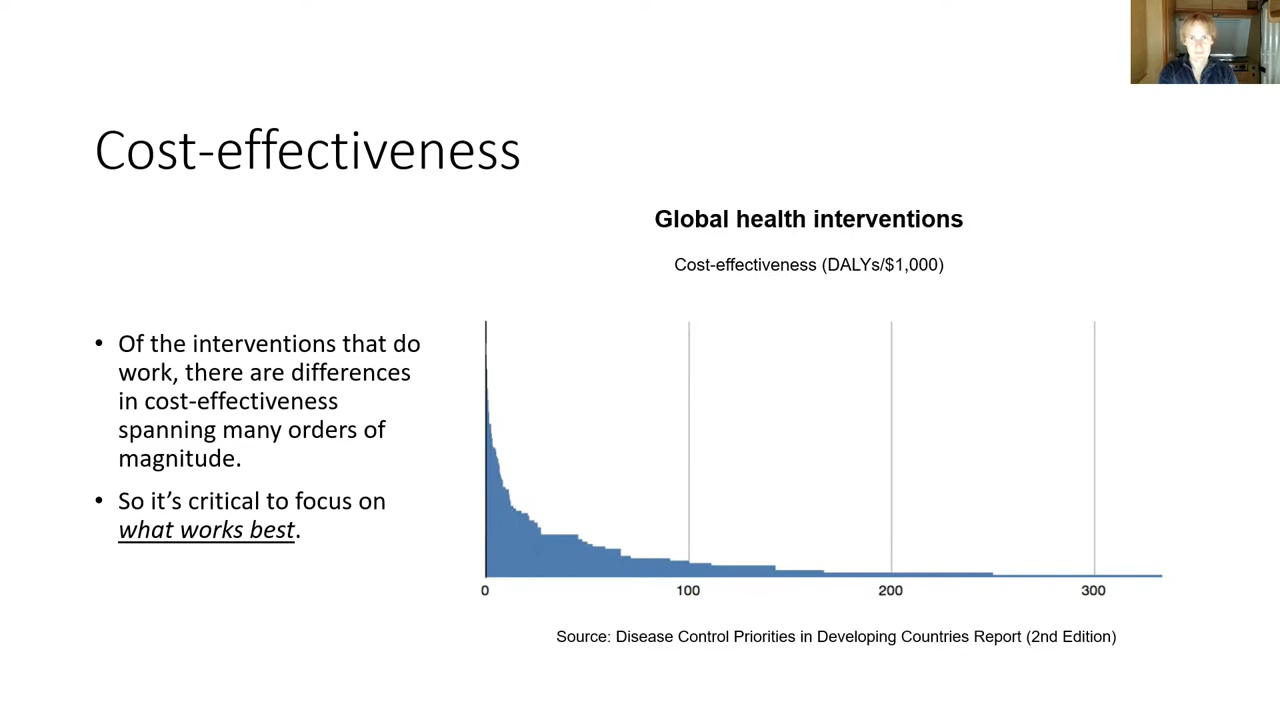 Cost-effectiveness
Global health interventions
Cost-effectiveness (DALYs/$1,000)
• Of the interventions that do
work, there are differences
in cost-effectiveness
spanning many orders of
magnitude.
• So it’s critical to focus on
what works best.
0 100 200 300
Source: Disease Control Priorities in Developing Countries Report (2nd Edition)